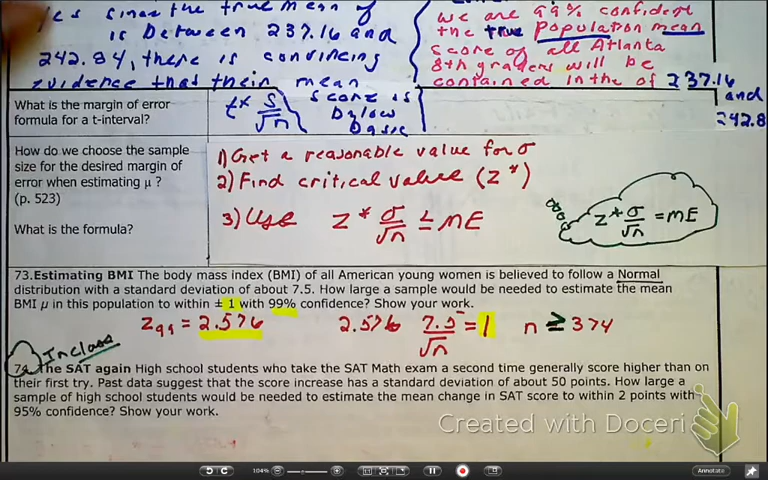 Yes since the true mean of
is between 237.16 and
242.84, there is convincing
evidence that their mean
score is
below
basic
we are 99% confident
the true population mean
score of all Atlanta
8th graders will be
contained in the of 237.16
and
242.8
What is the margin of error
formula for a t-interval?
t* s/√n
How do we choose the sample
size for the desired margin of
error when estimating μ ?
(p. 523)
What is the formula?
1) Get a reasonable value for σ
2) Find critical value (z*)
3) Use z* σ/√n ≤ ME
z* σ/√n = ME
73.Estimating BMI The body mass index (BMI) of all American young women is believed to follow a Normal
distribution with a standard deviation of about 7.5. How large a sample would be needed to estimate the mean
BMI μ in this population to within ± 1 with 99% confidence? Show your work.
z99 = 2.576 2.576 7.5/√n = 1 n ≥ 374
In class
74. The SAT again High school students who take the SAT Math exam a second time generally score higher than on
their first try. Past data suggest that the score increase has a standard deviation of about 50 points. How large a
sample of high school students would be needed to estimate the mean change in SAT score to within 2 points with
95% confidence? Show your work.
Created with Doceri
104%
Annotate